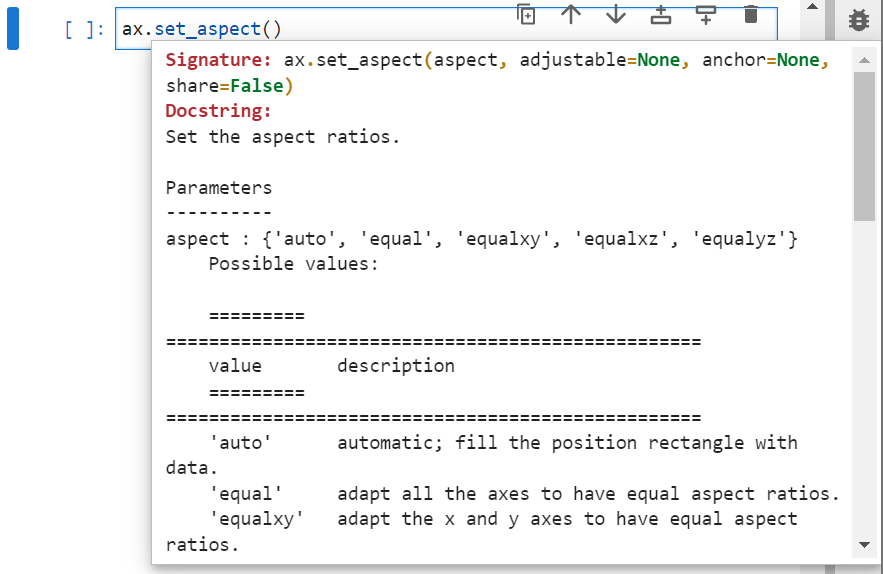 [ ]: ax.set_aspect()
Signature: ax.set_aspect(aspect, adjustable=None, anchor=None,
share=False)
Docstring:
Set the aspect ratios.

Parameters
----------
aspect : {'auto', 'equal', 'equalxy', 'equalxz', 'equalyz'}
    Possible values:

    =========
==================================================
    value       description
    =========
==================================================
    'auto'      automatic; fill the position rectangle with
data.
    'equal'     adapt all the axes to have equal aspect ratios.
    'equalxy'   adapt the x and y axes to have equal aspect
ratios.